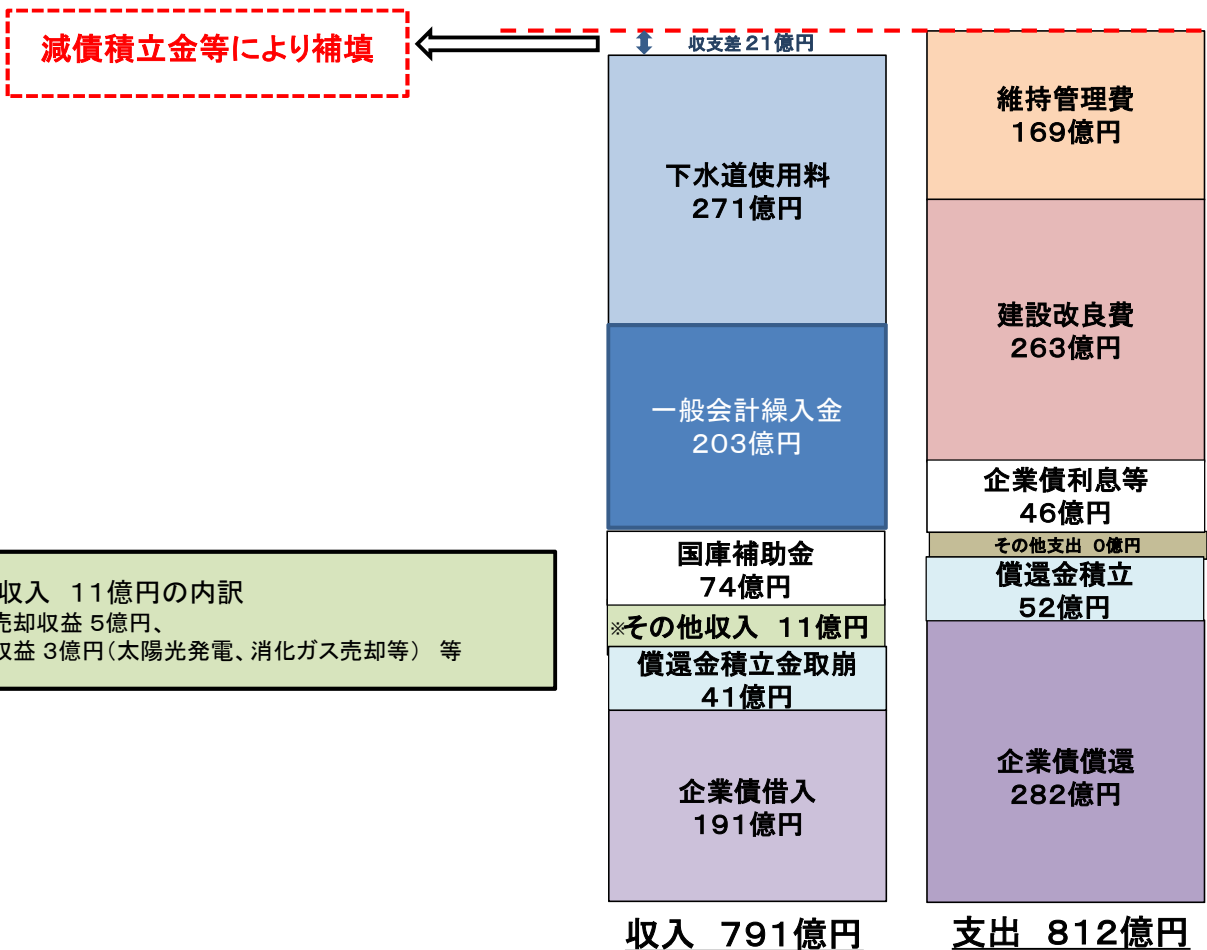 減債積立金等により補填
収支差 21億円
下水道使用料
271億円
一般会計繰入金
203億円
国庫補助金
74億円
※その他収入 11億円
償還金積立金取崩
41億円
企業債借入
191億円
収入 791億円
維持管理費
169億円
建設改良費
263億円
企業債利息等
46億円
その他支出 0億円
償還金積立
52億円
企業債償還
282億円
支出 812億円
収入 11億円の内訳
売却収益 5億円、
収益 3億円(太陽光発電、消化ガス売却等) 等